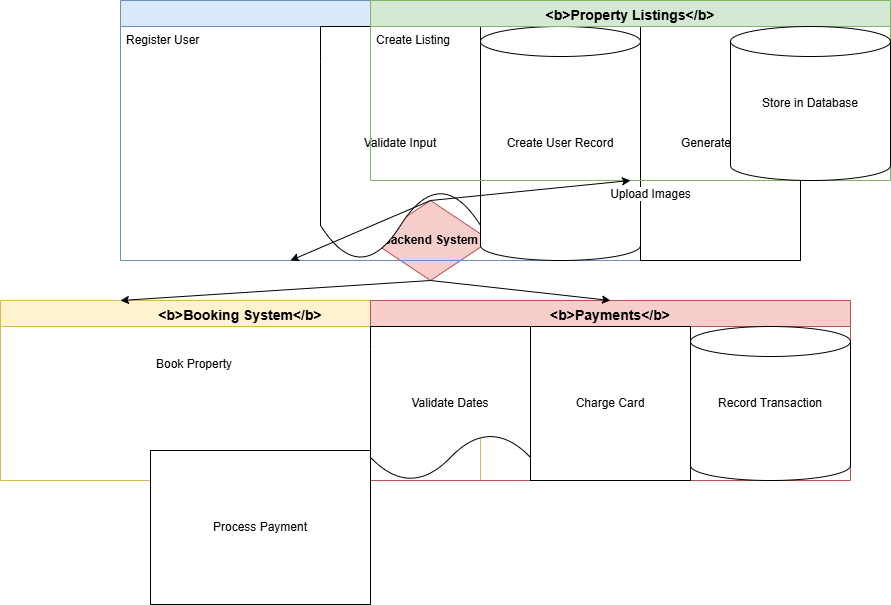 <b>Property Listings</b>
Register User
Create Listing
Store in Database
Validate Input
Create User Record
Generate
Upload Images
ackend System
<b>Booking System</b>
<b>Payments</b>
Book Property
Validate Dates
Charge Card
Record Transaction
Process Payment